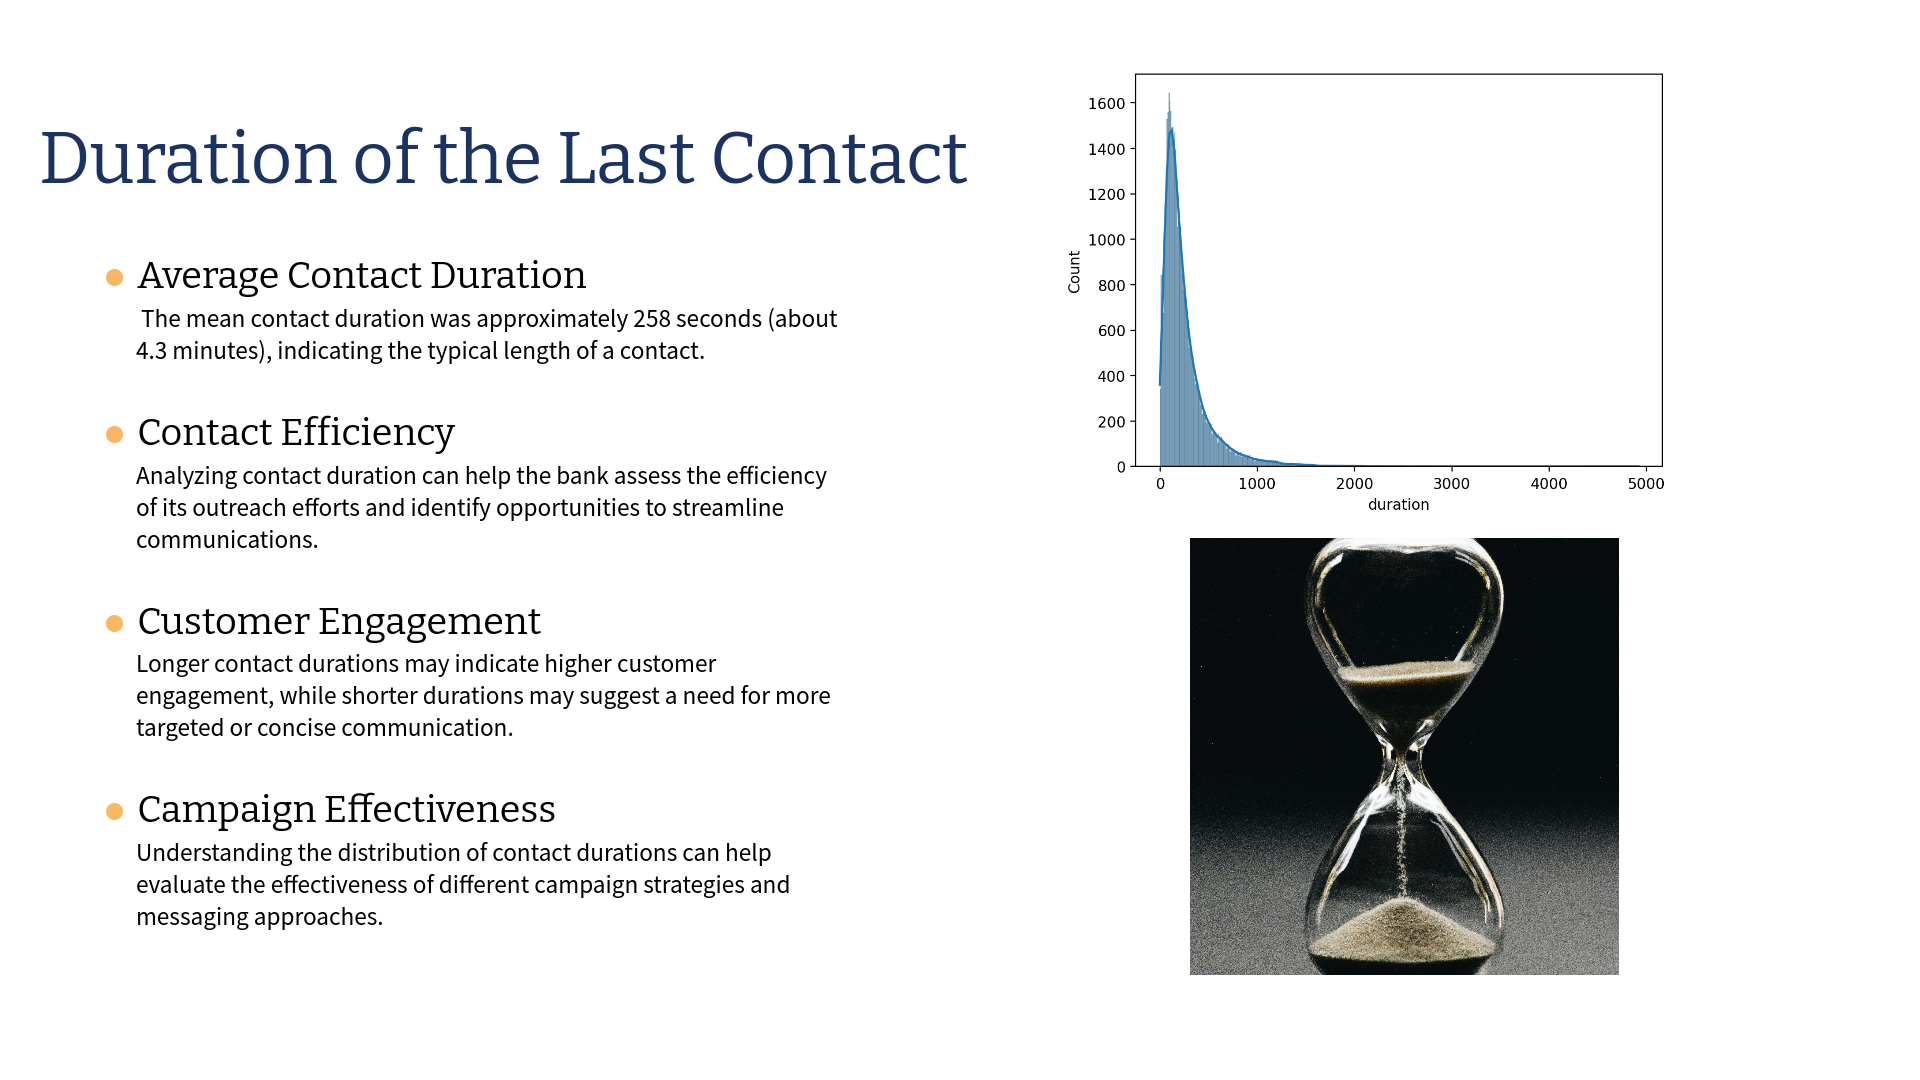 Duration of the Last Contact
Average Contact Duration
The mean contact duration was approximately 258 seconds (about
4.3 minutes), indicating the typical length of a contact.
Contact Efficiency
Analyzing contact duration can help the bank assess the efficiency
of its outreach efforts and identify opportunities to streamline
communications.
Customer Engagement
Longer contact durations may indicate higher customer
engagement, while shorter durations may suggest a need for more
targeted or concise communication.
Campaign Effectiveness
Understanding the distribution of contact durations can help
evaluate the effectiveness of different campaign strategies and
messaging approaches.
1600
1400
1200
1000
800
600
400
200
0
Count
0 1000 2000 3000 4000 5000
duration